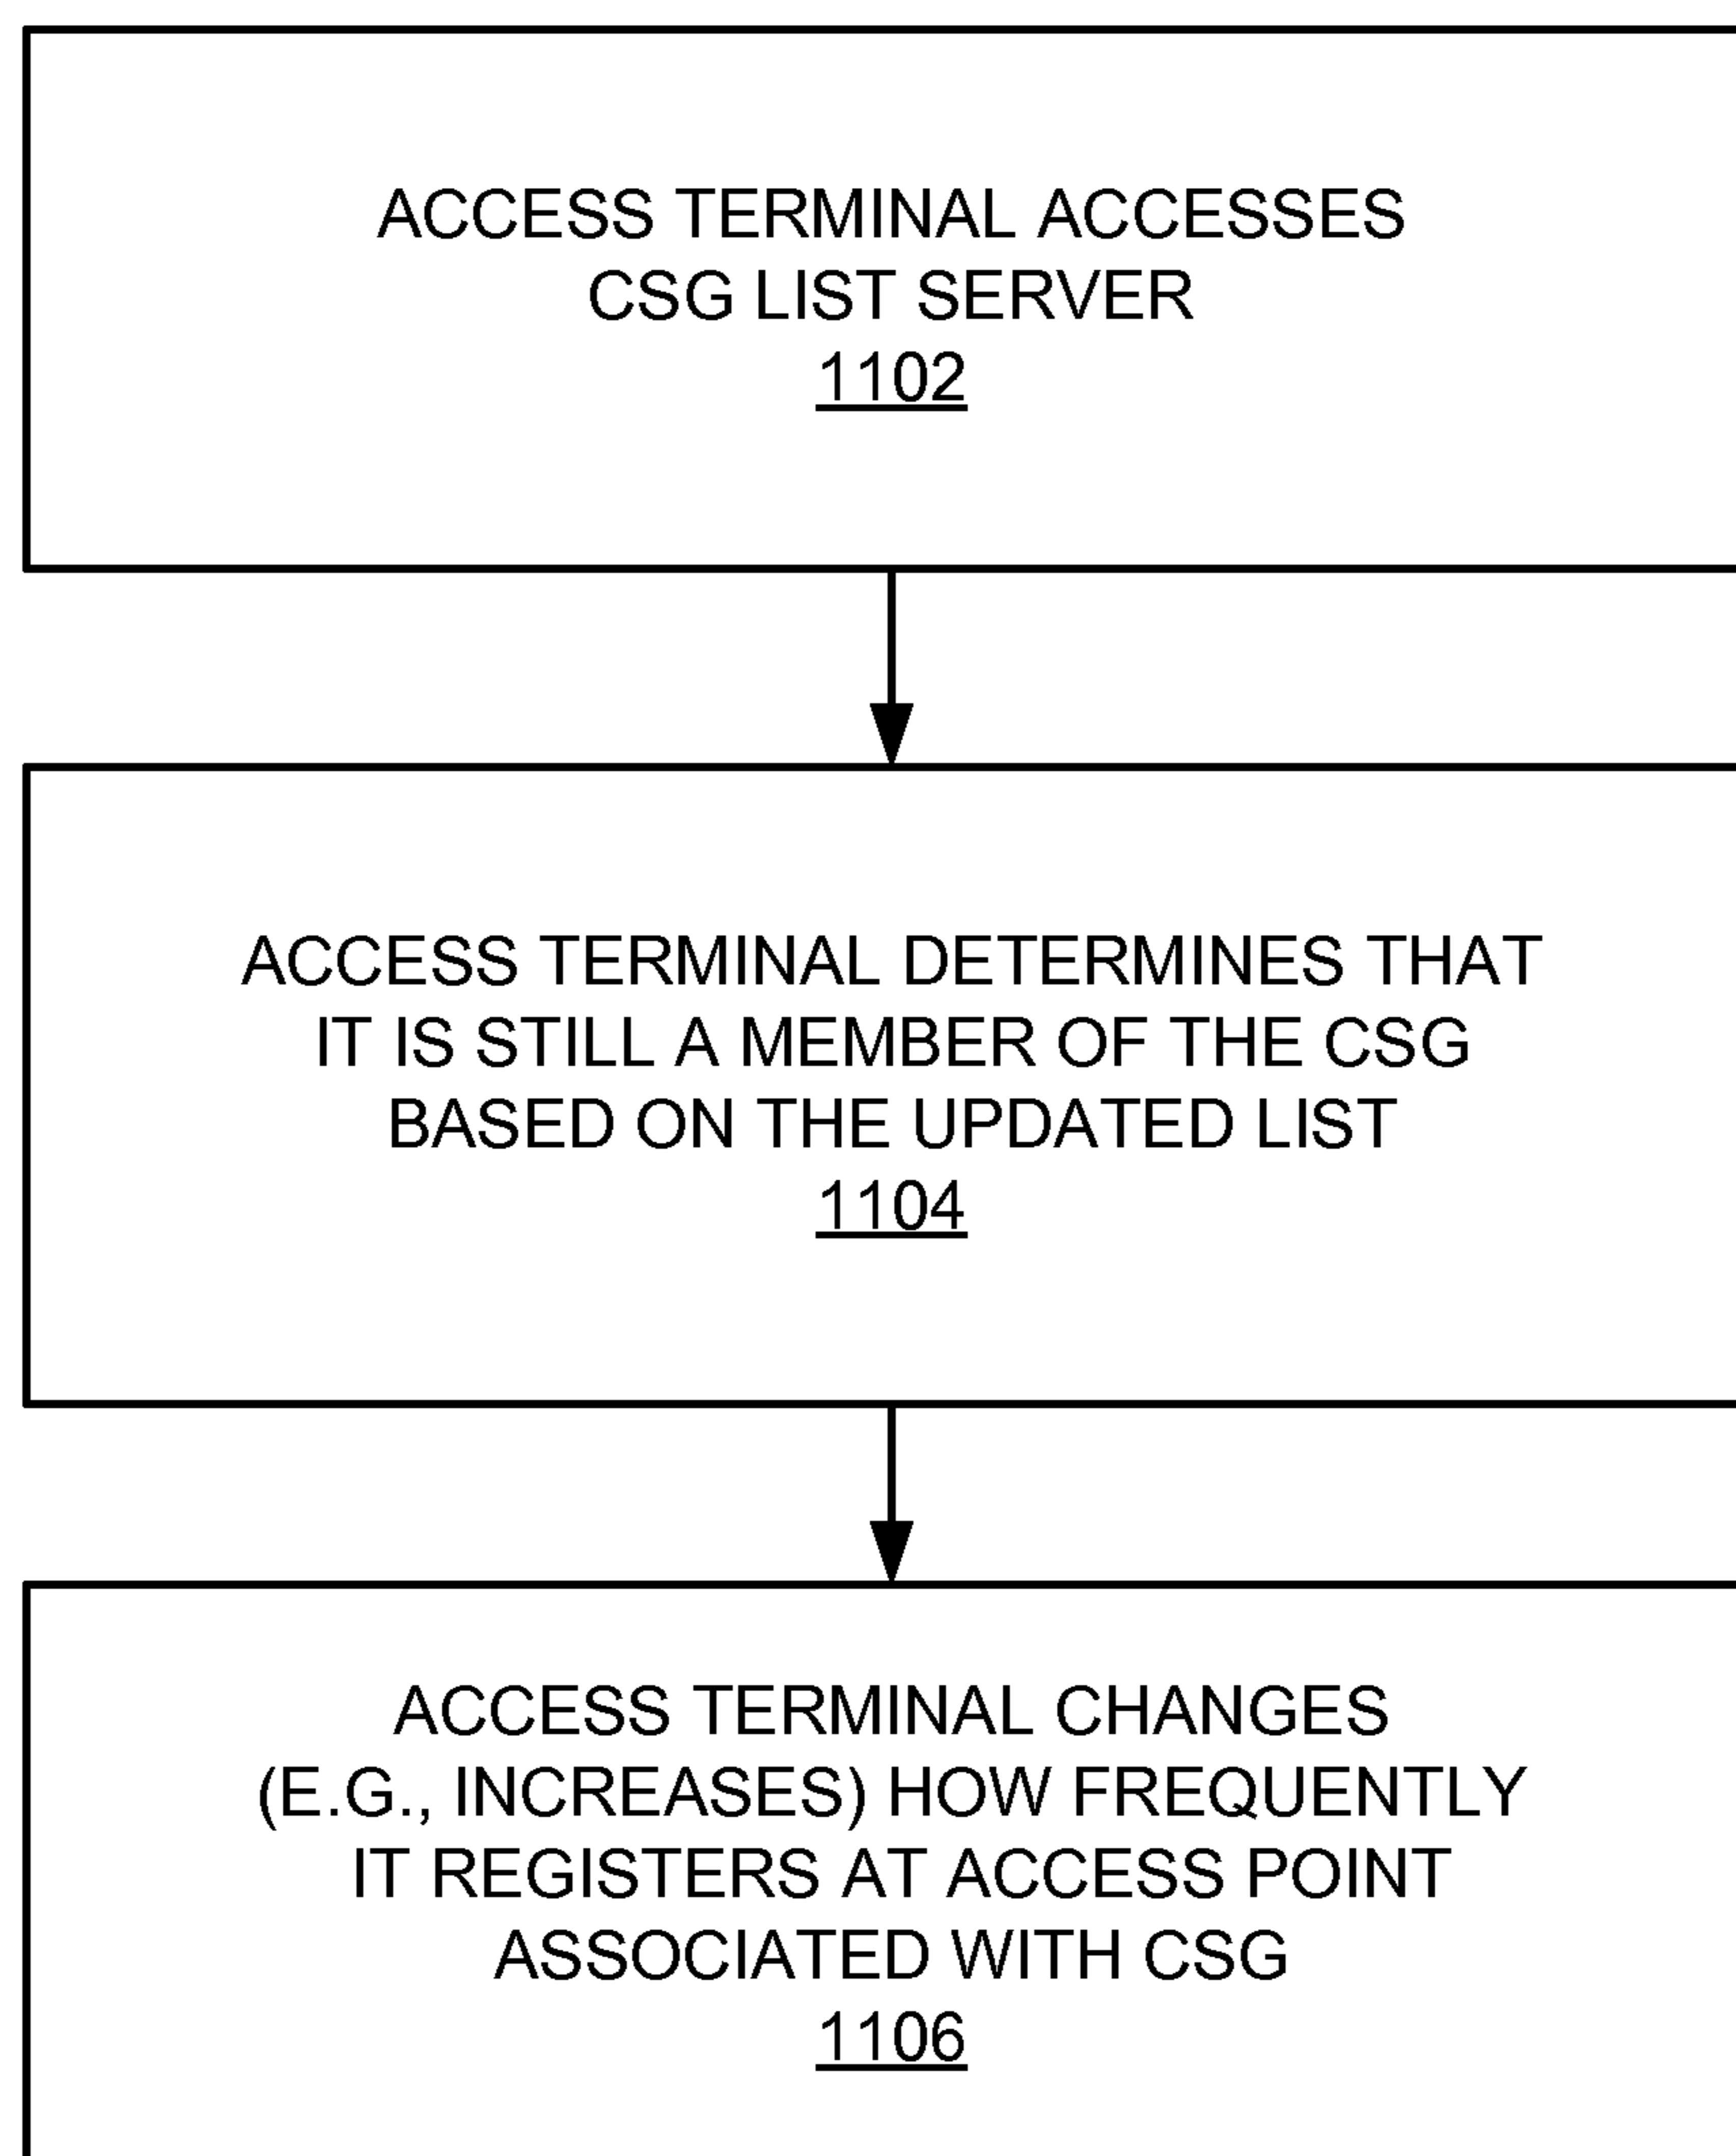 ACCESS TERMINAL ACCESSES
CSG LIST SERVER
1102
ACCESS TERMINAL DETERMINES THAT
IT IS STILL A MEMBER OF THE CSG
BASED ON THE UPDATED LIST
1104
ACCESS TERMINAL CHANGES
(E.G., INCREASES) HOW FREQUENTLY
IT REGISTERS AT ACCESS POINT
ASSOCIATED WITH CSG
1106